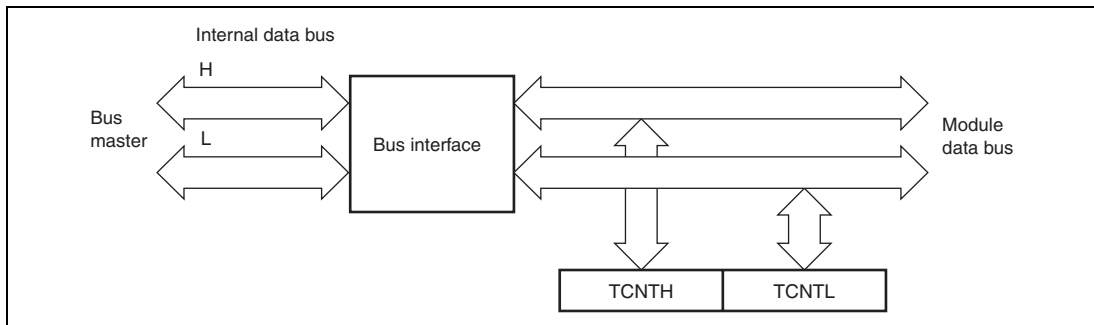 Internal data bus
H
Bus
master
L
Bus interface
Module
data bus
TCNTH
TCNTL